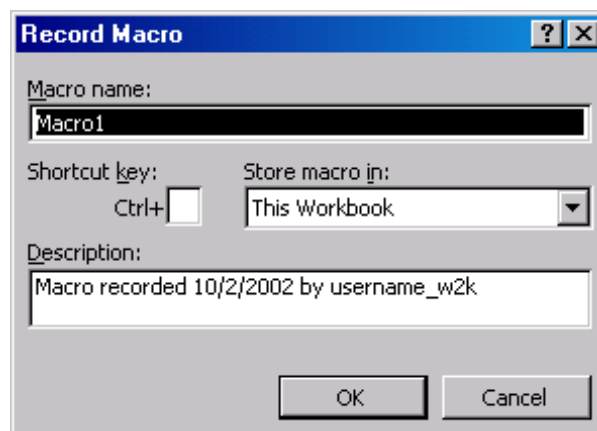 Record Macro
Macro name:
Macro1
Shortcut key: Store macro in:
Ctrl+ This Workbook
Description:
Macro recorded 10/2/2002 by username_w2k
OK Cancel